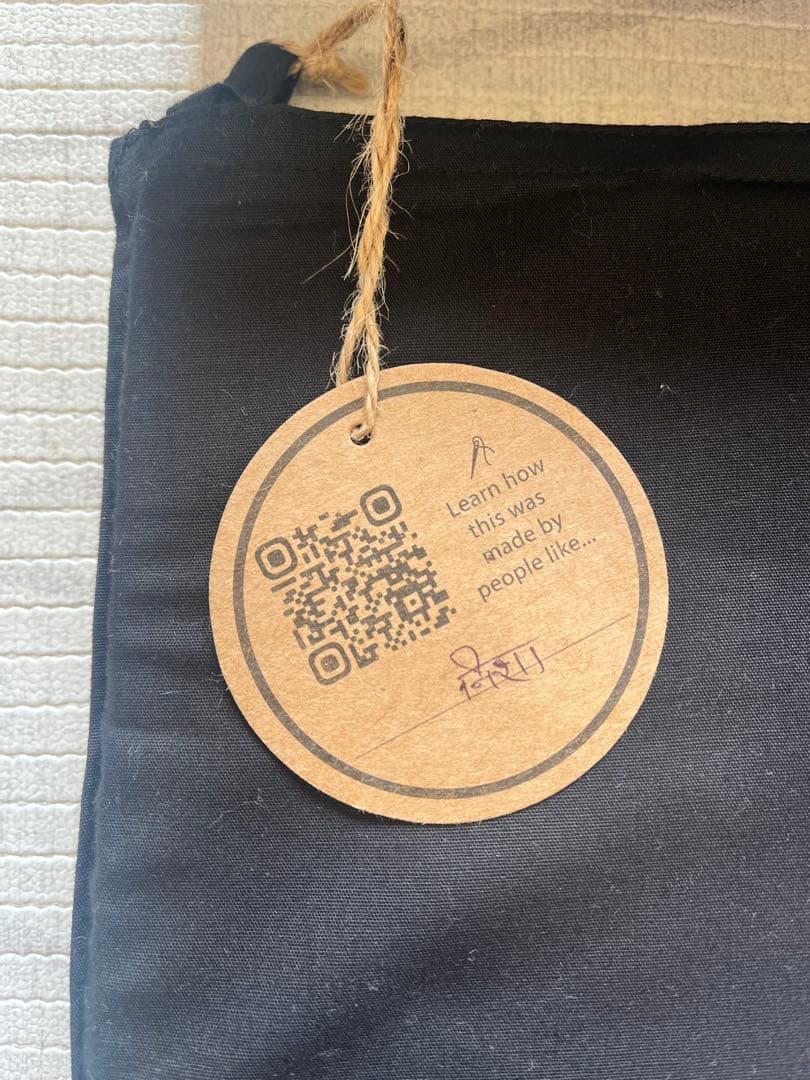 Learn how
this was
made by
people like...
निशा